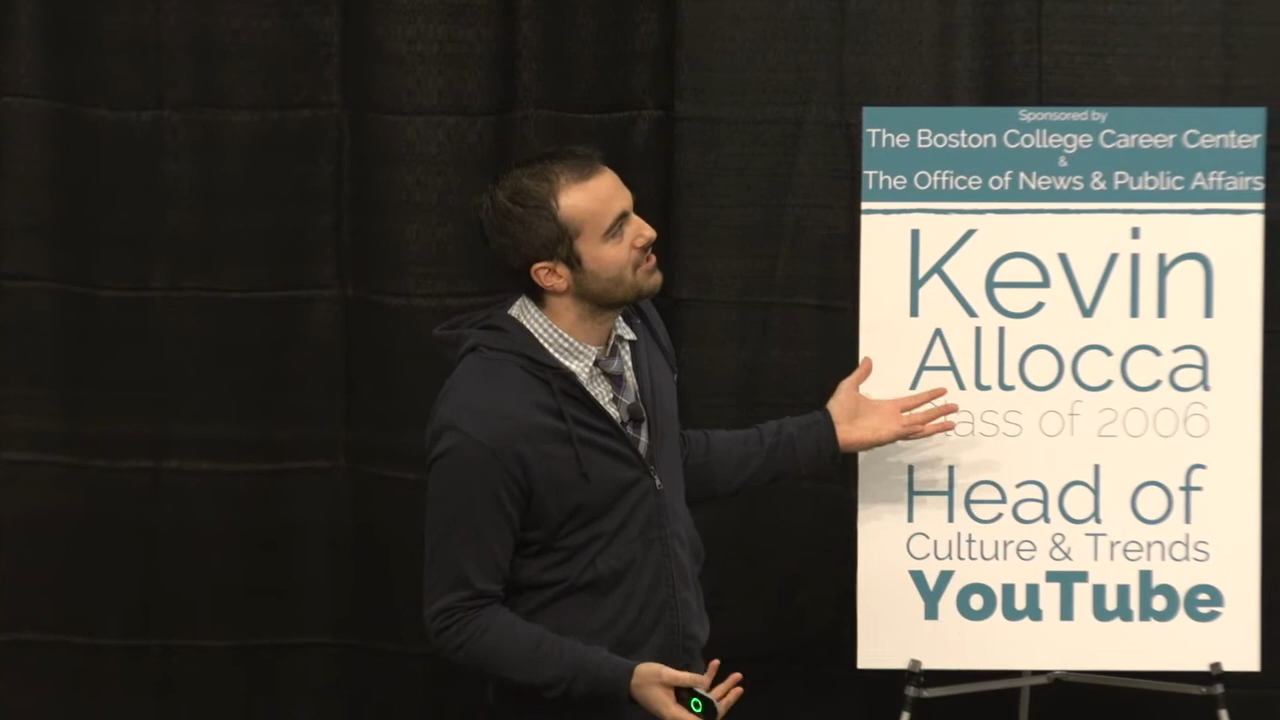 Sponsored by
The Boston College Career Center
&
The Office of News & Public Affairs
Kevin
Allocca
Class of 2006
Head of
Culture & Trends
YouTube